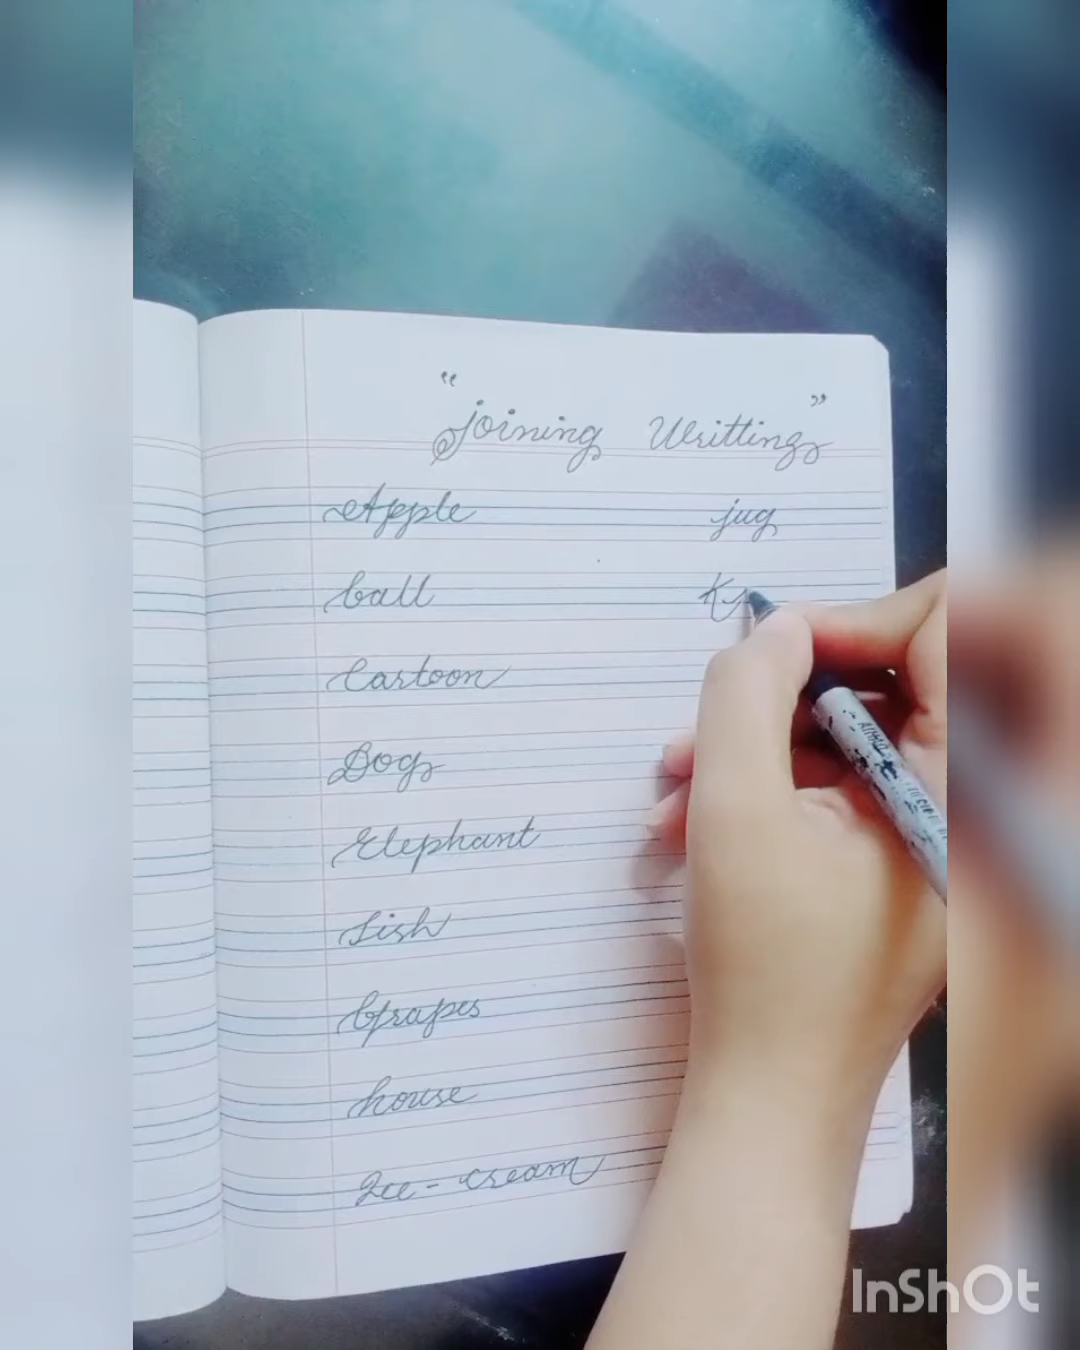 "joining Writting"
Apple jug
ball
Cartoon
Dog
Elephant
Fish
Grapes
house
Ice-cream
InShOt